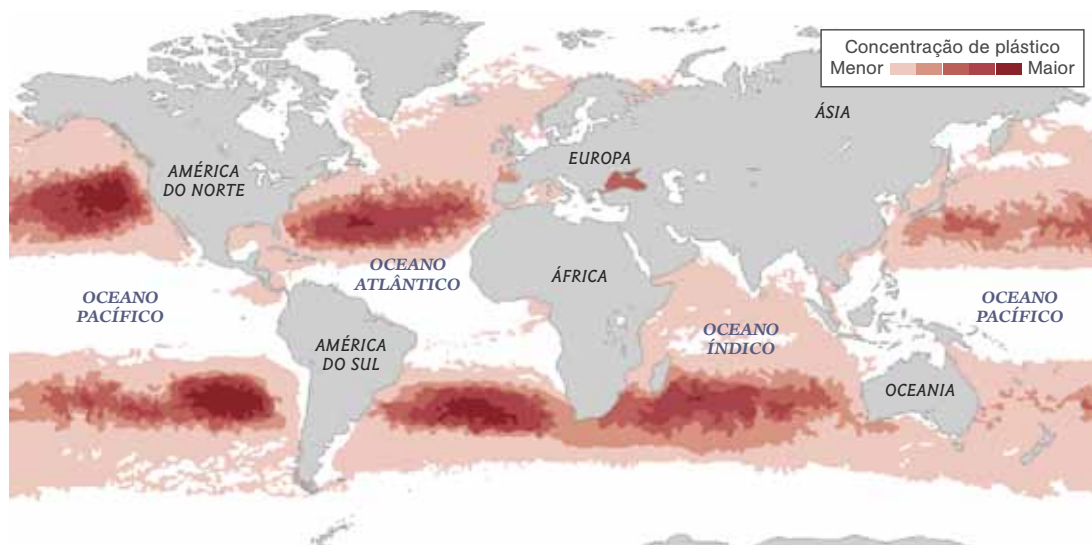 Concentração de plástico
Menor Maior
ÁSIA
EUROPA
AMÉRICA
DO NORTE
OCEANO
ATLÂNTICO
ÁFRICA
OCEANO
PACÍFICO
OCEANO
PACÍFICO
AMÉRICA
DO SUL
OCEANO
ÍNDICO
OCEANIA